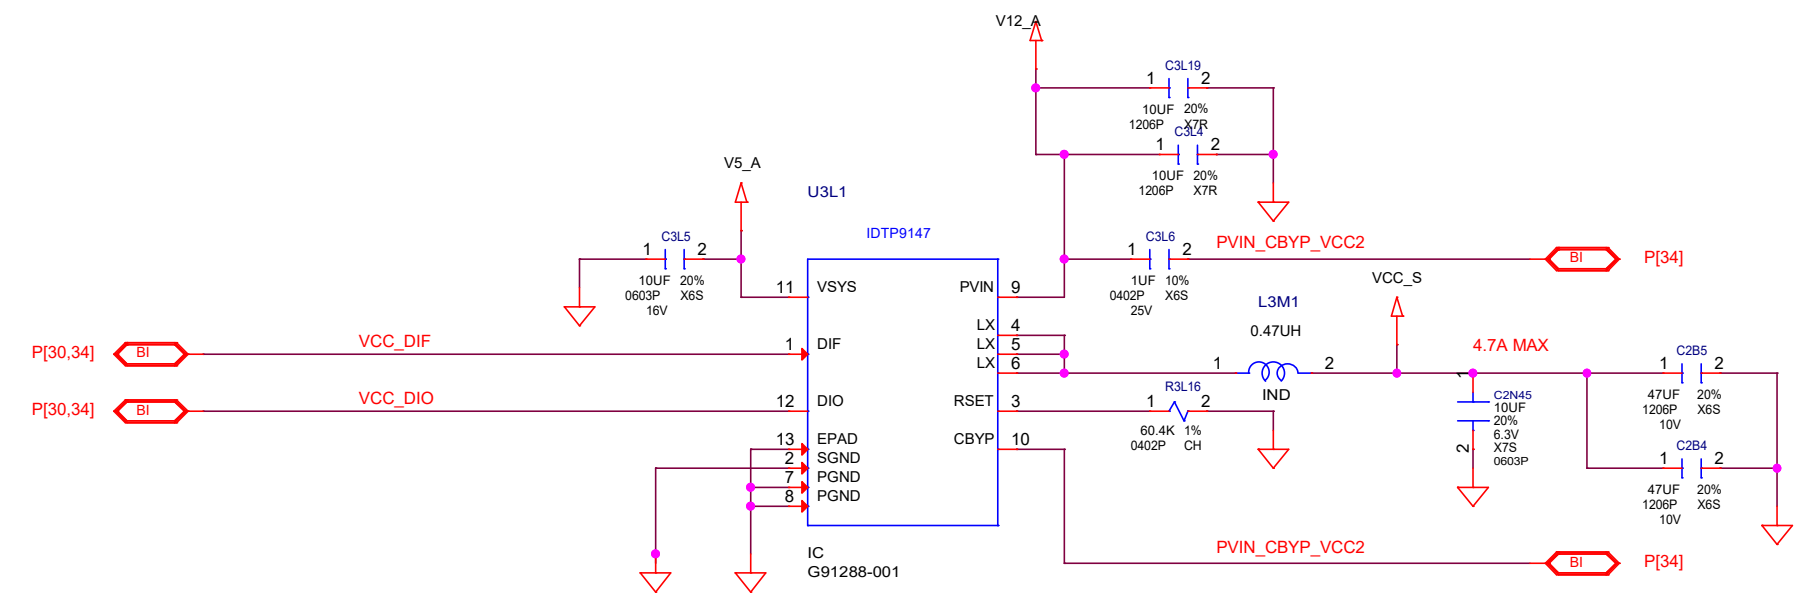 V12_A
C3L19
1 2
10UF 20%
1206P X7R
C3L4
1 2
10UF 20%
1206P X7R
V5_A
U3L1
IDTP9147
C3L5
1 2
10UF 20%
0603P X6S
16V
C3L6
1 2
1UF 10%
0402P X6S
25V
PVIN_CBYP_VCC2
BI
P[34]
VCC_S
11 VSYS
PVIN 9
LX 4
LX 5
LX 6
L3M1
0.47UH
1 2
IND
4.7A MAX
P[30,34]
BI
VCC_DIF
1 DIF
P[30,34]
BI
VCC_DIO
12 DIO
RSET 3
R3L16
1 2
60.4K 1%
0402P CH
CBYP 10
13 EPAD
2 SGND
7 PGND
8 PGND
1
C2N45
10UF
20%
6.3V
X7S
0603P
2
C2B5
1 2
47UF 20%
1206P X6S
10V
C2B4
1 2
47UF 20%
1206P X6S
10V
IC
G91288-001
PVIN_CBYP_VCC2
BI
P[34]